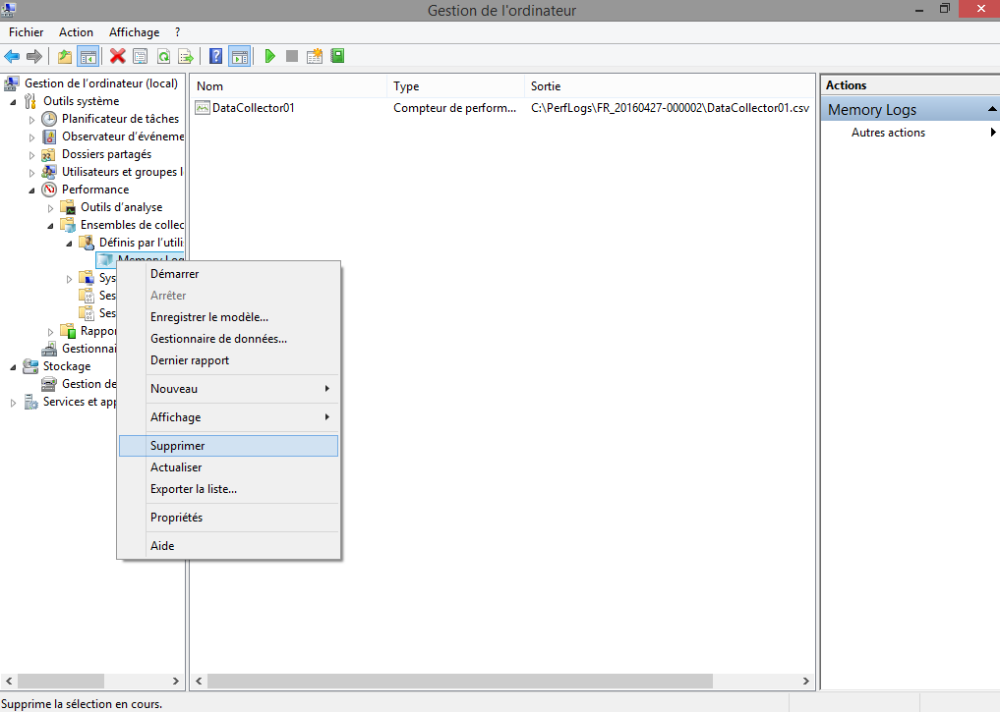 Gestion de l'ordinateur
Fichier Action Affichage ?
Gestion de l'ordinateur (local)
Outils système
Planificateur de tâches
Observateur d'événeme
Dossiers partagés
Utilisateurs et groupes l
Performance
Outils d'analyse
Ensembles de collec
Définis par l'utili
Memory Log
Sys
Ses
Ses
Rappo
Gestionnai
Stockage
Gestion de
Services et app
Démarrer
Arrêter
Enregistrer le modèle...
Gestionnaire de données...
Dernier rapport
Nouveau
Affichage
Supprimer
Actualiser
Exporter la liste...
Propriétés
Aide
Nom Type Sortie
DataCollector01 Compteur de perform... C:\PerfLogs\FR_20160427-000002\DataCollector01.csv
Actions
Memory Logs
Autres actions
Supprime la sélection en cours.